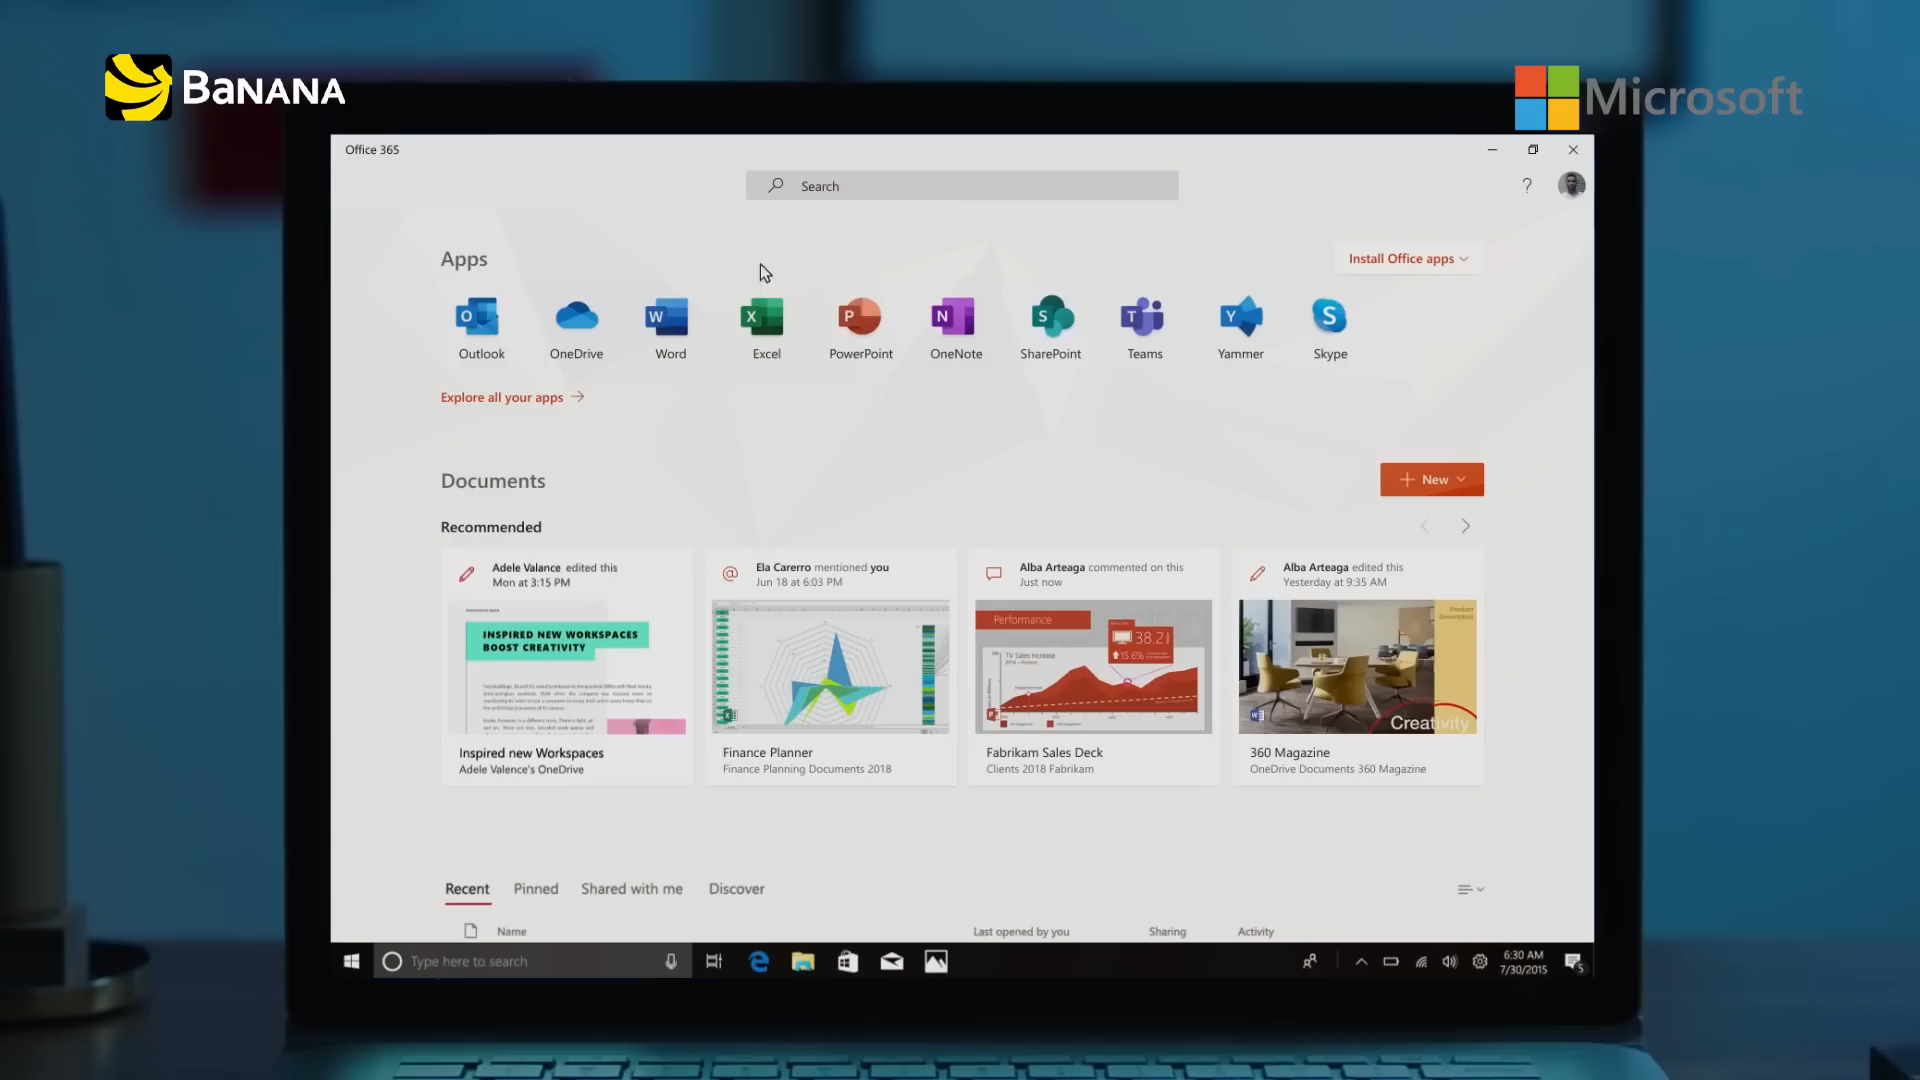 BANANA
Microsoft
Office 365
Search
Apps
Install Office apps
Outlook
OneDrive
Word
Excel
PowerPoint
OneNote
SharePoint
Teams
Yammer
Skype
Explore all your apps
Documents
New
Recommended
Adele Valance edited this
Mon at 3:15 PM
INSPIRED NEW WORKSPACES
BOOST CREATIVITY
Inspired new Workspaces
Adele Valence's OneDrive
Ela Carerro mentioned you
Jun 18 at 6:03 PM
Finance Planner
Finance Planning Documents 2018
Alba Arteaga commented on this
Just now
Performance
38.2
15.6%
TV Sales Increase
Fabrikam Sales Deck
Clients 2018 Fabrikam
Alba Arteaga edited this
Yesterday at 9:35 AM
Product
Development
Creativity
360 Magazine
OneDrive Documents 360 Magazine
Recent
Pinned
Shared with me
Discover
Name
Last opened by you
Sharing
Activity
Type here to search
6:30 AM
7/30/2015
5